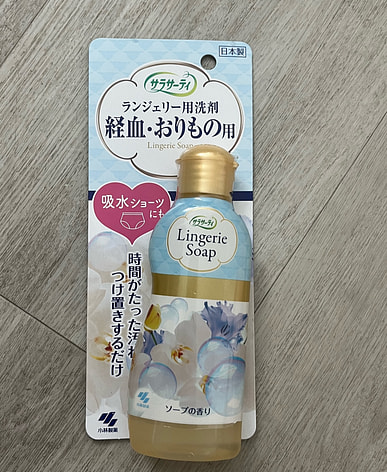 日本製
サラサーティ
ランジェリー用洗剤
経血・おりもの用
Lingerie Soap
吸水ショーツ
にも
時間がたった汚れ
つけ置きするだけ
小林製薬
サラサーティ
Lingerie
Soap
ソープの香り